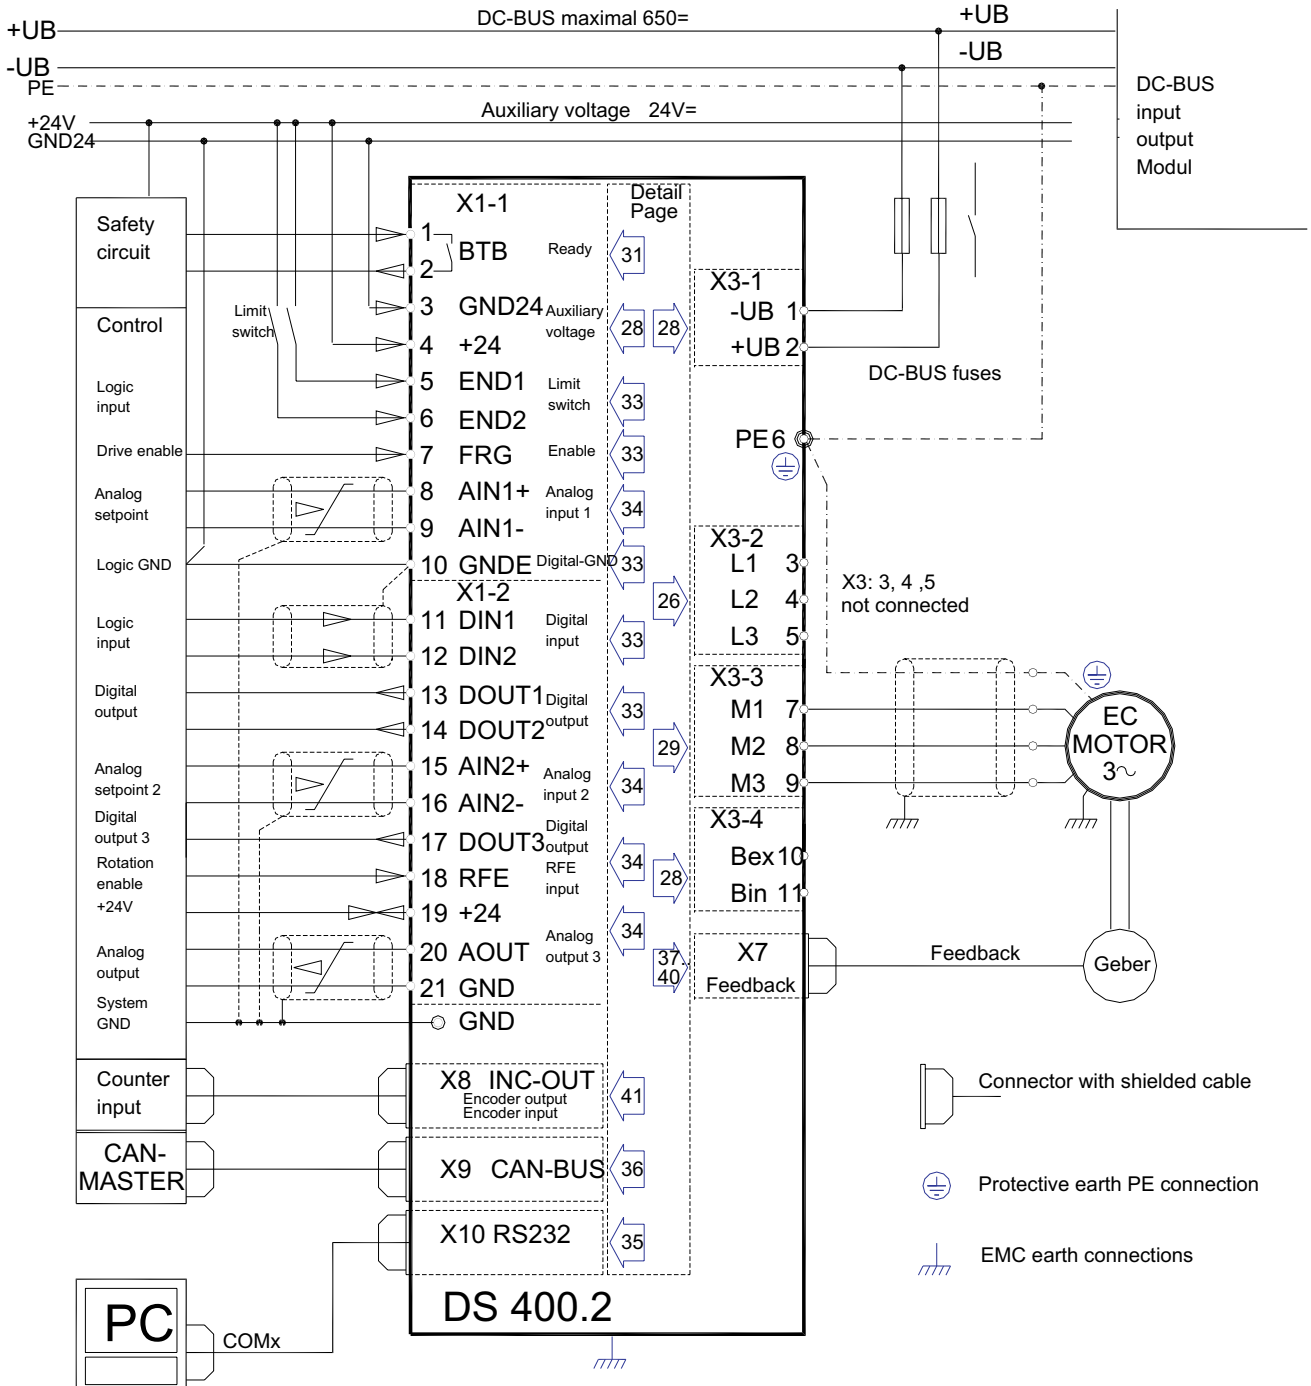 DC-BUS maximal 650=
+UB
+UB
-UB
-UB
PE
Auxiliary voltage 24V=
+24V
GND24
DC-BUS
input
output
Modul
Safety
circuit
Control
Logic
input
Drive enable
Analog
setpoint
Logic GND
Logic
input
Digital
output
Analog
setpoint 2
Digital
output 3
Rotation
enable
+24V
Analog
output
System
GND
Counter
input
CAN-
MASTER
PC
COMx
Limit
switch
X1-1
Detail
Page
1
2
BTB
Ready
31
3 GND24
Auxiliary
voltage
28
28
4 +24
5 END1
Limit
switch
33
6 END2
7 FRG
Enable
33
8 AIN1+
Analog
input 1
34
9 AIN1-
10 GNDE
Digital-GND
33
X1-2
26
11 DIN1
Digital
input
33
12 DIN2
13 DOUT1
Digital
output
33
14 DOUT2
29
15 AIN2+
Analog
input 2
34
16 AIN2-
17 DOUT3
Digital
output
RFE
input
34
28
18 RFE
19 +24
34
20 AOUT
Analog
output 3
37..
40
21 GND
GND
X8 INC-OUT
Encoder output
Encoder input
41
X9 CAN-BUS
36
X10 RS232
35
DS 400.2
X3-1
-UB 1
+UB 2
DC-BUS fuses
PE 6
X3-2
L1 3
L2 4
L3 5
X3: 3, 4 ,5
not connected
X3-3
M1 7
M2 8
M3 9
EC
MOTOR
3~
X3-4
Bex 10
Bin 11
X7
Feedback
Feedback
Geber
Connector with shielded cable
Protective earth PE connection
EMC earth connections